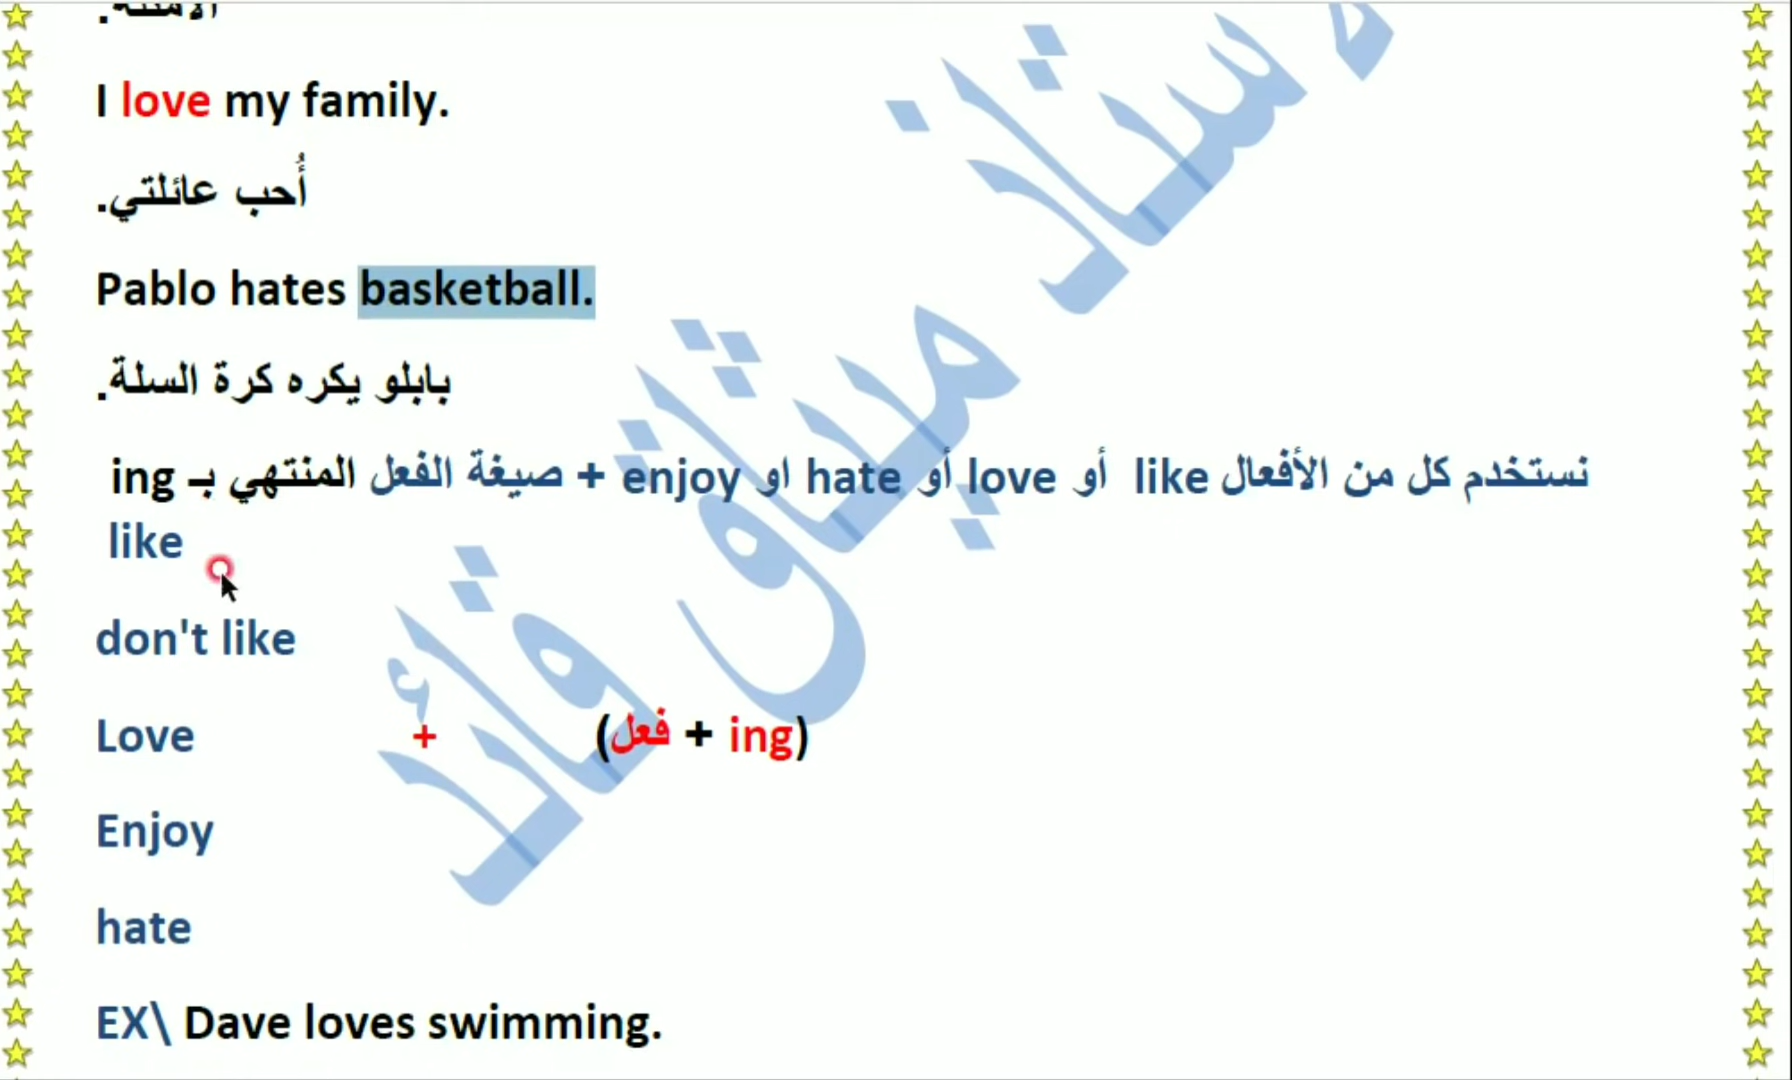 الأمثلة.
I love my family.
أُحب عائلتي.
Pablo hates basketball.
بابلو يكره كرة السلة.
نستخدم كل من الأفعال like أو love أو hate او enjoy + صيغة الفعل المنتهي بـ ing
like
don't like
Love + (فعل + ing)
Enjoy
hate
EX\ Dave loves swimming.